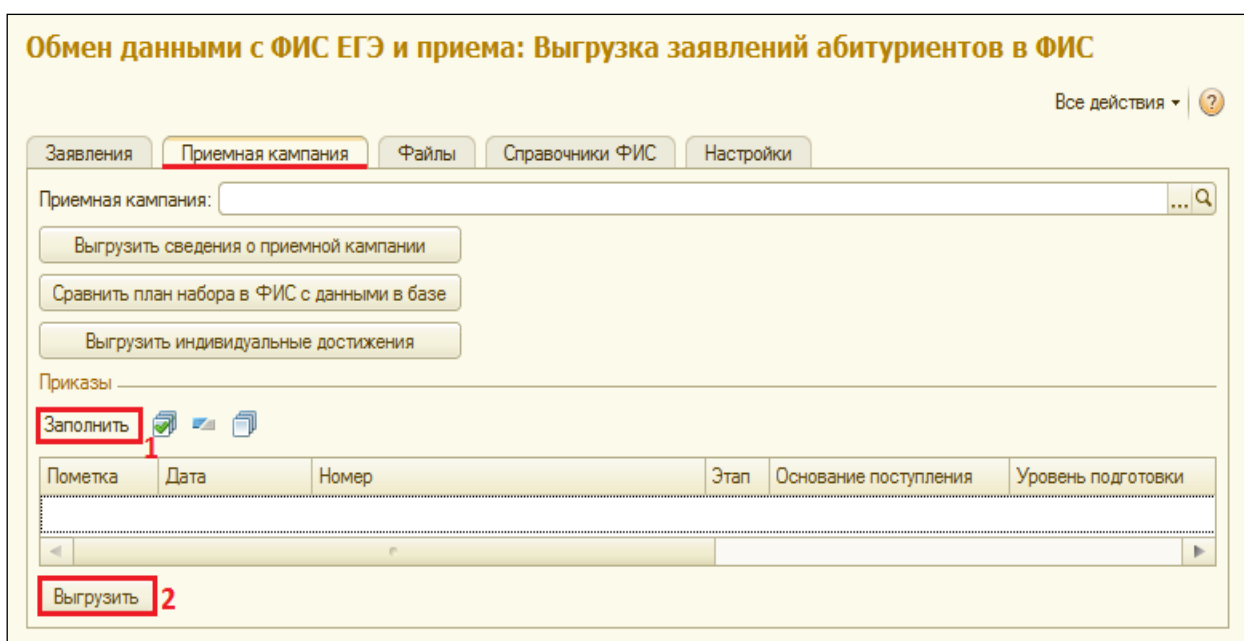 Обмен данными с ФИС ЕГЭ и приема: Выгрузка заявлений абитуриентов в ФИС
Все действия ?
Заявления Приемная кампания Файлы Справочники ФИС Настройки
Приемная кампания: ...
Выгрузить сведения о приемной кампании
Сравнить план набора в ФИС с данными в базе
Выгрузить индивидуальные достижения
Приказы
Заполнить 1
Пометка Дата Номер Этап Основание поступления Уровень подготовки
Выгрузить 2